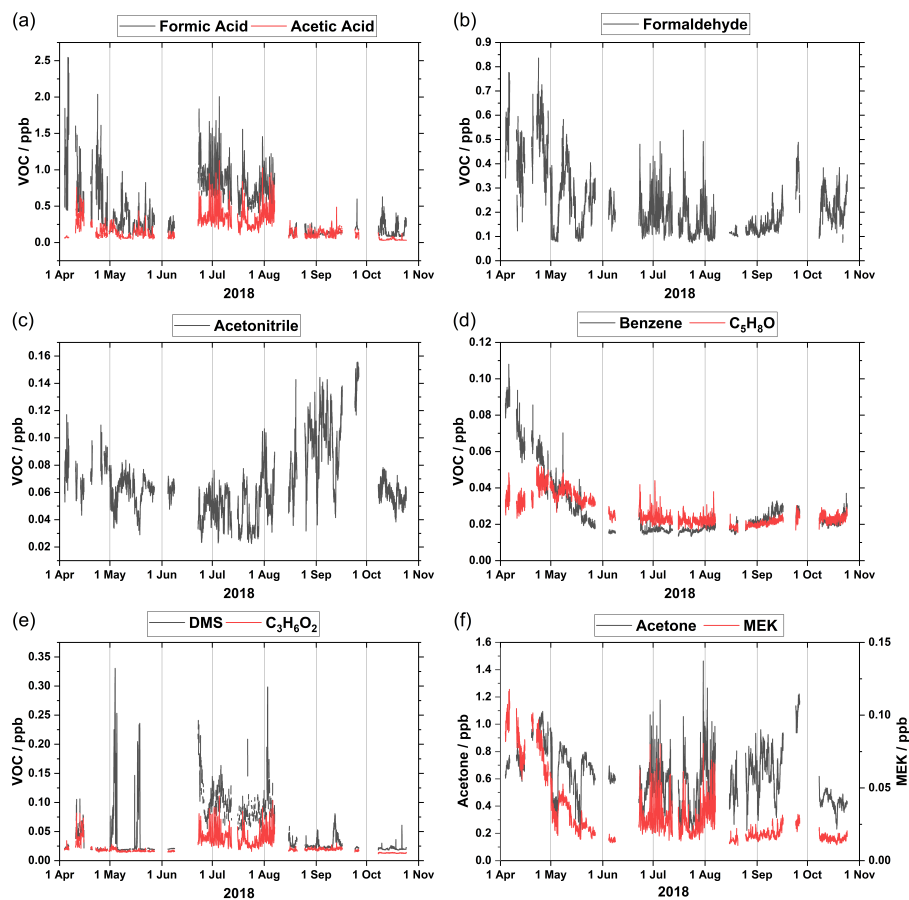 (a)
Formic Acid Acetic Acid
VOC / ppb
2.5
2.0
1.5
1.0
0.5
0.0
1 Apr 1 May 1 Jun 1 Jul 1 Aug 1 Sep 1 Oct 1 Nov
2018
(b)
Formaldehyde
VOC / ppb
0.9
0.8
0.7
0.6
0.5
0.4
0.3
0.2
0.1
0.0
1 Apr 1 May 1 Jun 1 Jul 1 Aug 1 Sep 1 Oct 1 Nov
2018
(c)
Acetonitrile
VOC / ppb
0.16
0.14
0.12
0.10
0.08
0.06
0.04
0.02
1 Apr 1 May 1 Jun 1 Jul 1 Aug 1 Sep 1 Oct 1 Nov
2018
(d)
Benzene C₅H₈O
VOC / ppb
0.12
0.10
0.08
0.06
0.04
0.02
0.00
1 Apr 1 May 1 Jun 1 Jul 1 Aug 1 Sep 1 Oct 1 Nov
2018
(e)
DMS C₃H₆O₂
VOC / ppb
0.35
0.30
0.25
0.20
0.15
0.10
0.05
0.00
1 Apr 1 May 1 Jun 1 Jul 1 Aug 1 Sep 1 Oct 1 Nov
2018
(f)
Acetone MEK
Acetone / ppb
1.6
1.4
1.2
1.0
0.8
0.6
0.4
0.2
0.0
0.15
0.10
0.05
0.00
MEK / ppb
1 Apr 1 May 1 Jun 1 Jul 1 Aug 1 Sep 1 Oct 1 Nov
2018